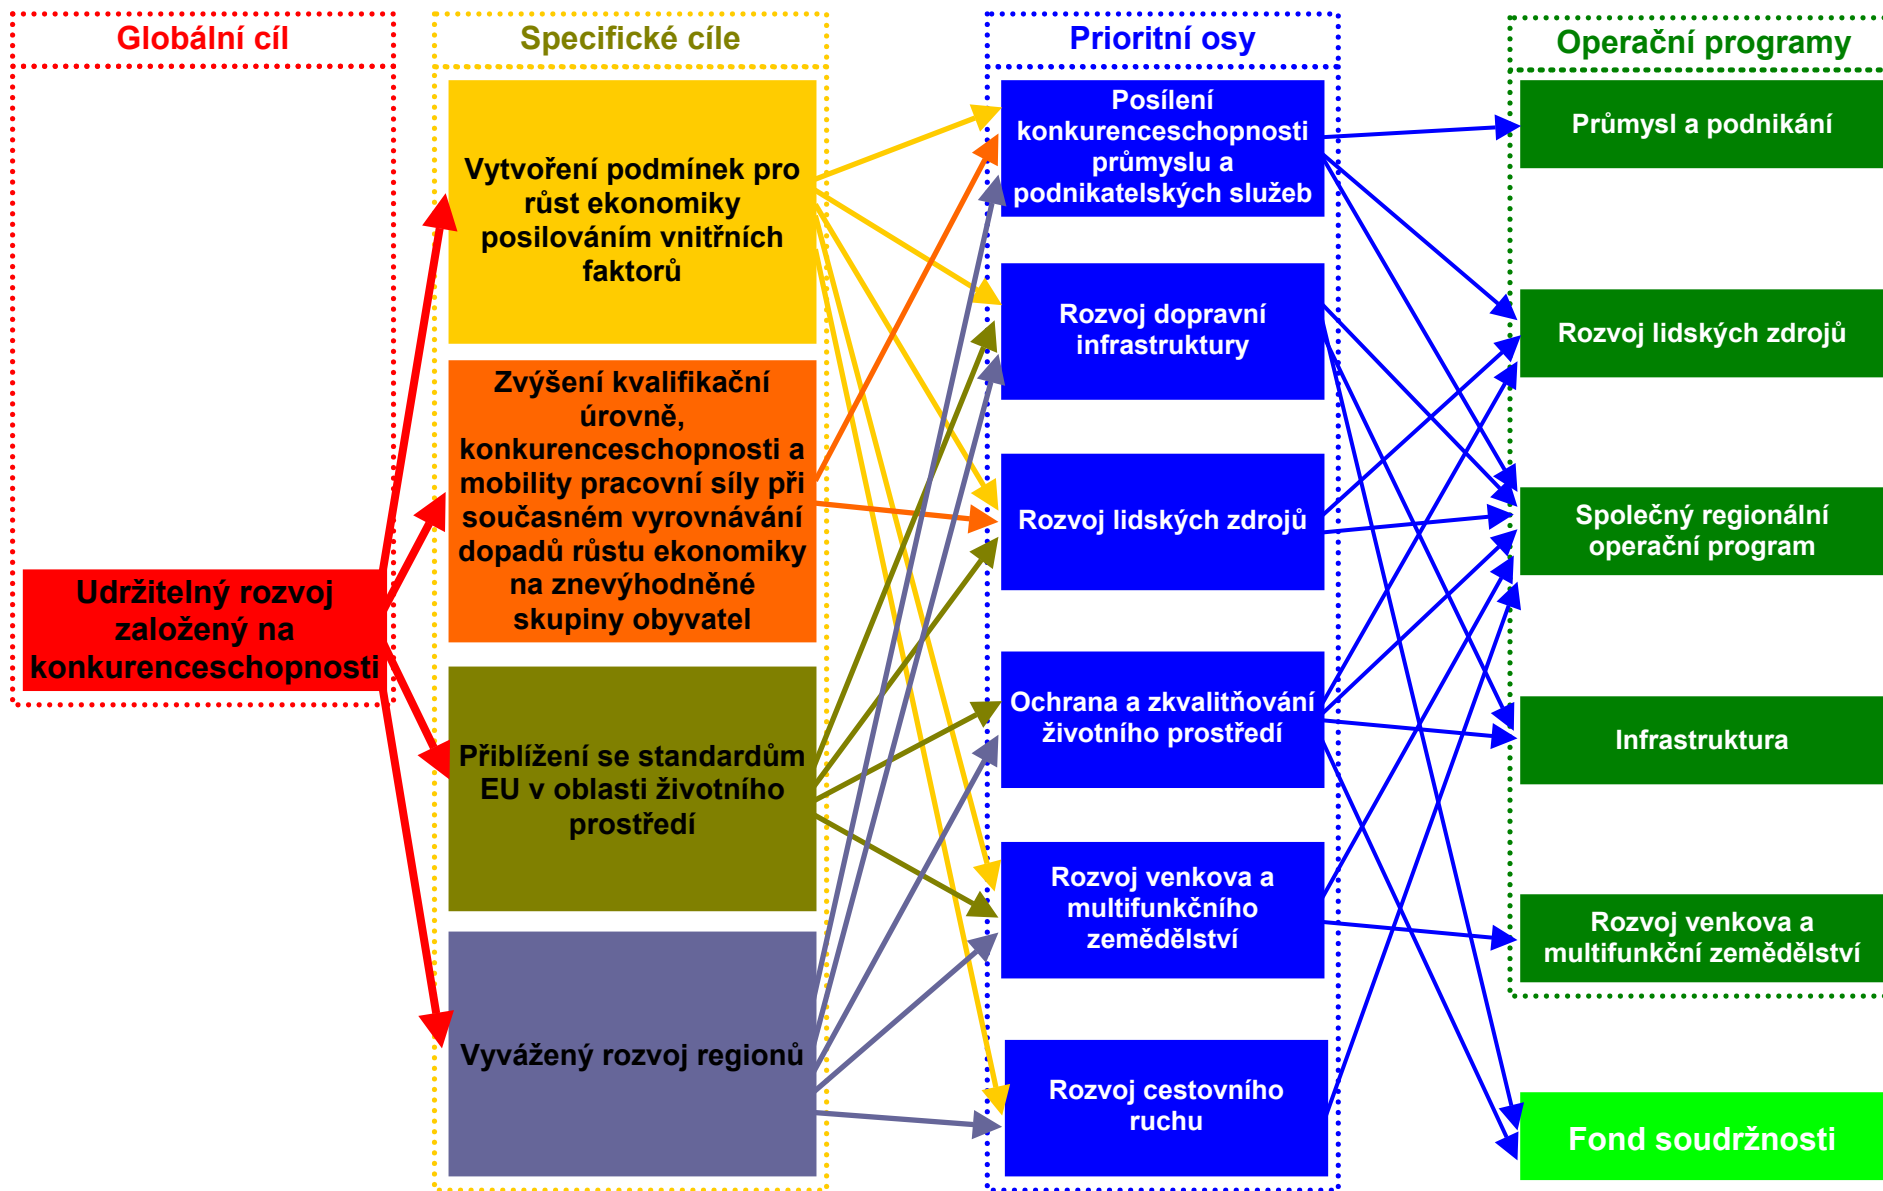 Globální cíl
Udržitelný rozvoj
založený na
konkurenceschopnosti
Specifické cíle
Vytvoření podmínek pro
růst ekonomiky
posilováním vnitřních
faktorů
Zvýšení kvalifikační
úrovně,
konkurenceschopnosti a
mobility pracovní síly při
současném vyrovnávání
dopadů růstu ekonomiky
na znevýhodněné
skupiny obyvatel
Přiblížení se standardům
EU v oblasti životního
prostředí
Vyvážený rozvoj regionů
Prioritní osy
Posílení
konkurenceschopnosti
průmyslu a
podnikatelských služeb
Rozvoj dopravní
infrastruktury
Rozvoj lidských zdrojů
Ochrana a zkvalitňování
životního prostředí
Rozvoj venkova a
multifunkčního
zemědělství
Rozvoj cestovního
ruchu
Operační programy
Průmysl a podnikání
Rozvoj lidských zdrojů
Společný regionální
operační program
Infrastruktura
Rozvoj venkova a
multifunkční zemědělství
Fond soudržnosti